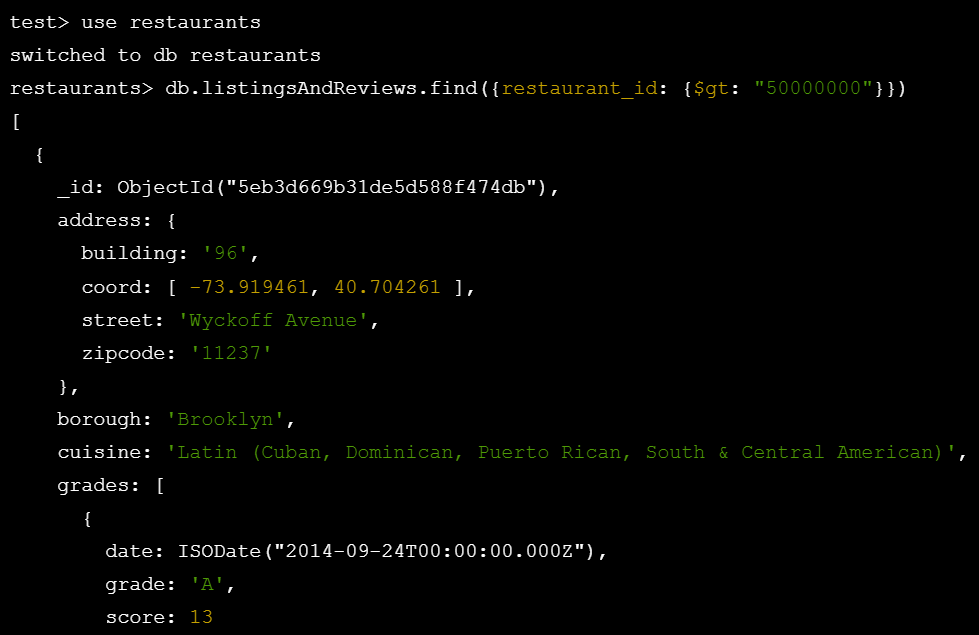 test> use restaurants
switched to db restaurants
restaurants> db.listingsAndReviews.find({restaurant_id: {$gt: "50000000"}})
[
  {
    _id: ObjectId("5eb3d669b31de5d588f474db"),
    address: {
      building: '96',
      coord: [ -73.919461, 40.704261 ],
      street: 'Wyckoff Avenue',
      zipcode: '11237'
    },
    borough: 'Brooklyn',
    cuisine: 'Latin (Cuban, Dominican, Puerto Rican, South & Central American)',
    grades: [
      {
        date: ISODate("2014-09-24T00:00:00.000Z"),
        grade: 'A',
        score: 13